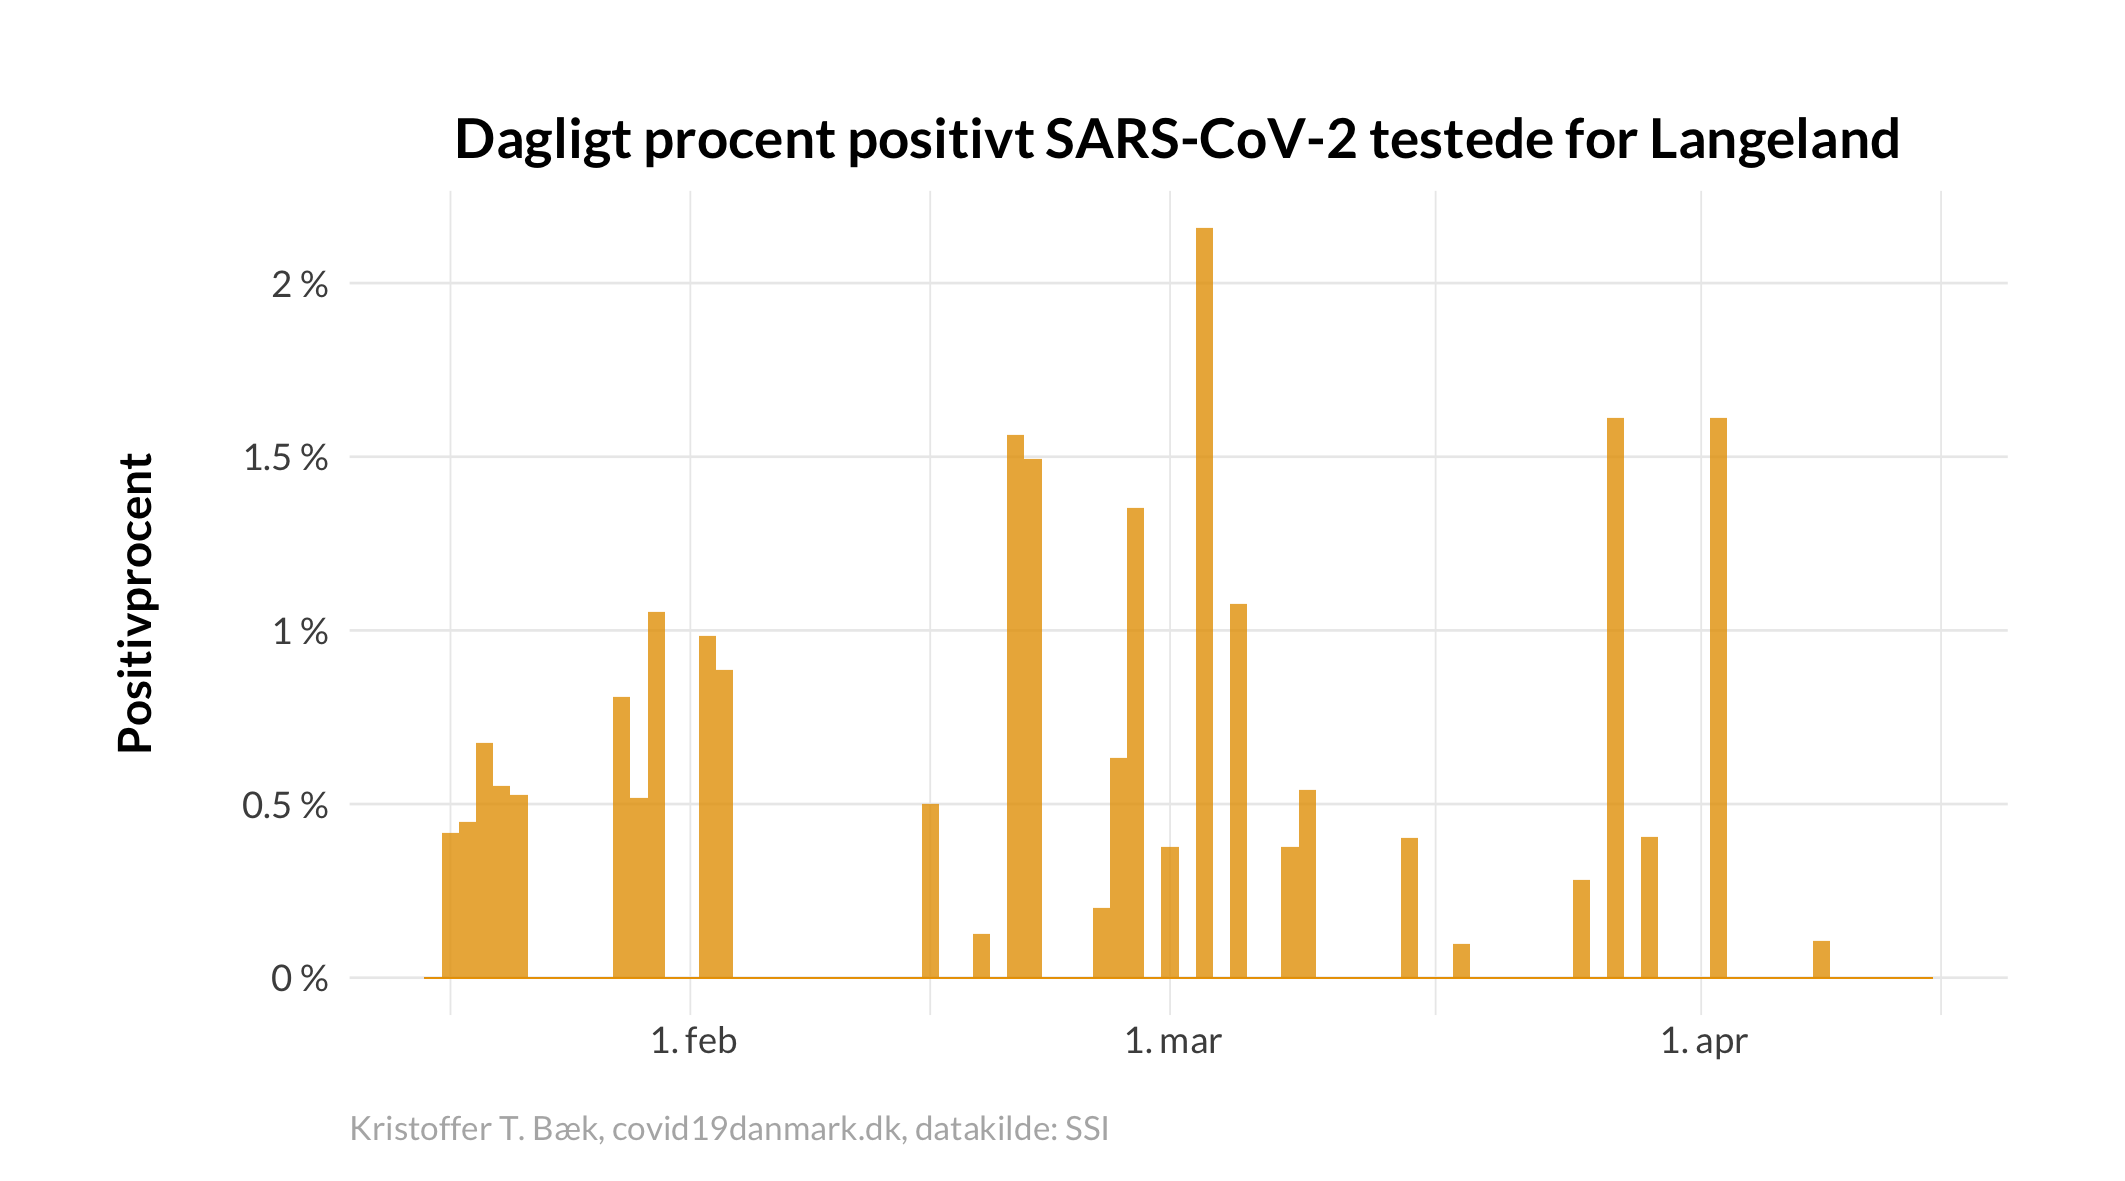 Dagligt procent positivt SARS-CoV-2 testede for Langeland
Positivprocent
2 %
1.5 %
1 %
0.5 %
0 %
1. feb
1. mar
1. apr
Kristoffer T. Bæk, covid19danmark.dk, datakilde: SSI